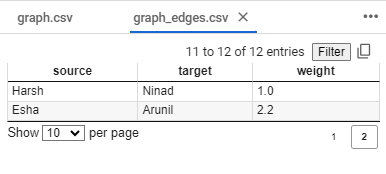 graph.csv graph_edges.csv ✕ •••
11 to 12 of 12 entries Filter
source target weight
Harsh Ninad 1.0
Esha Arunil 2.2
Show 10 per page 1 2